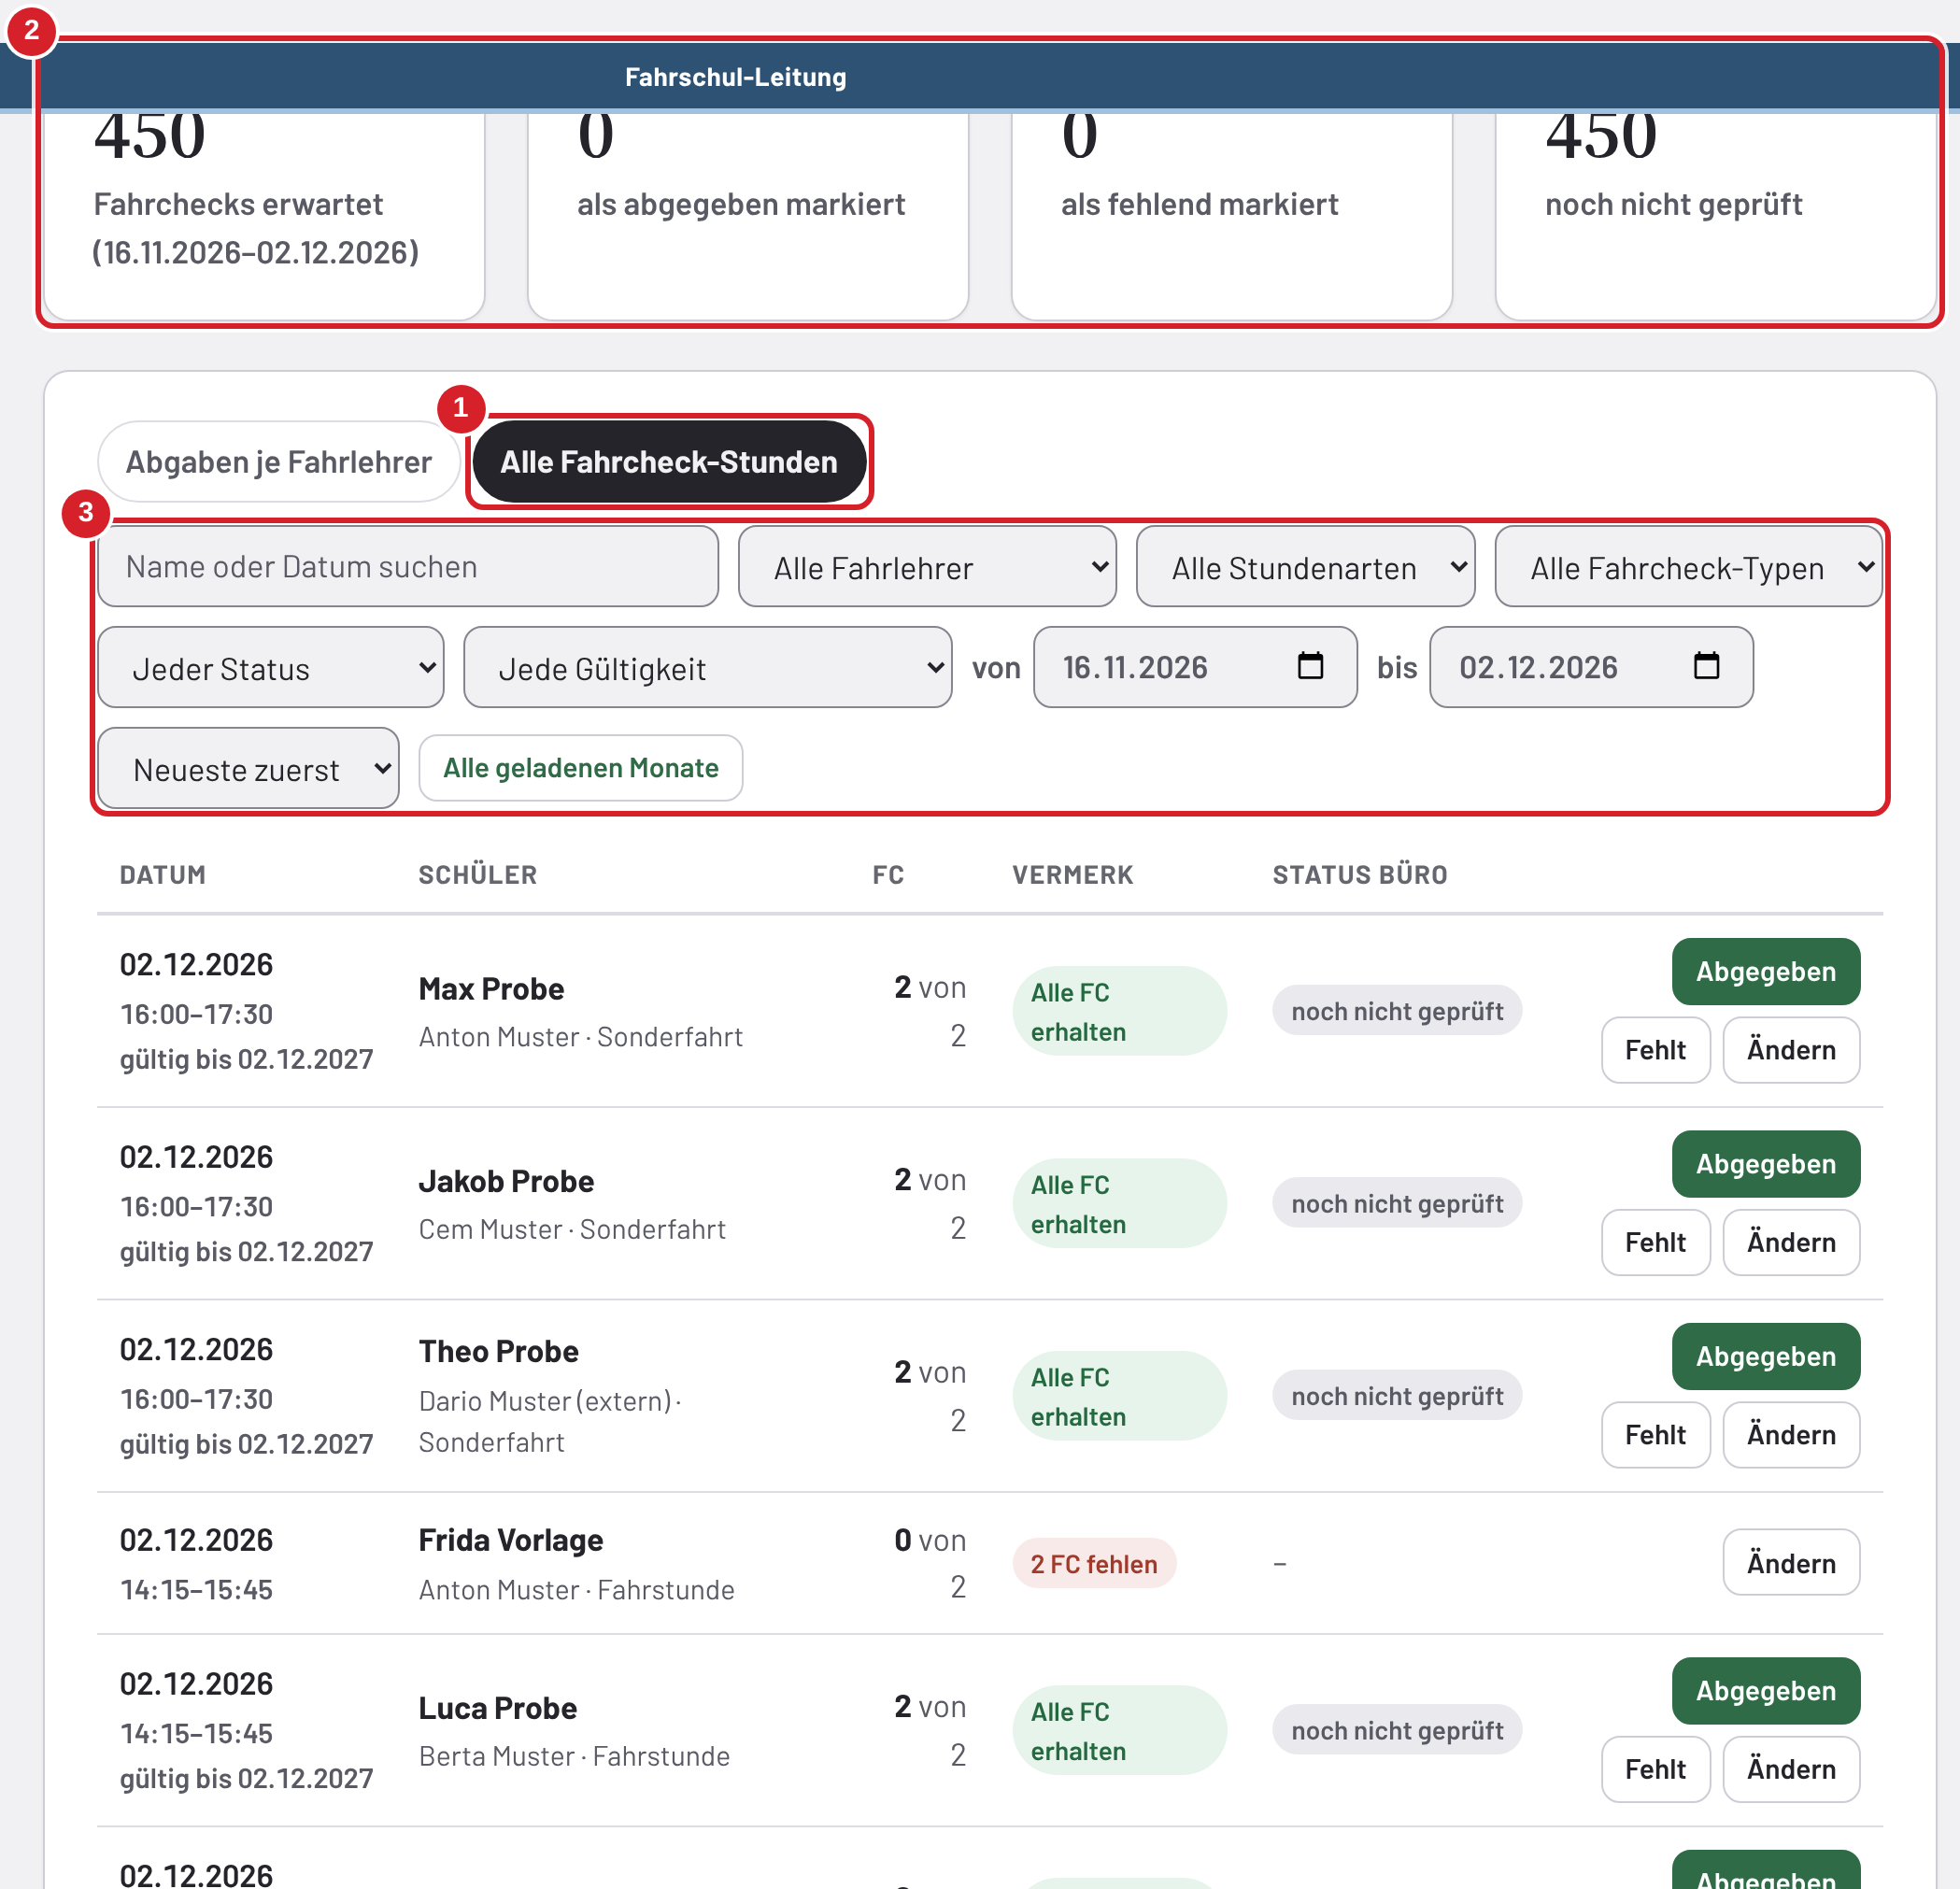 2
Fahrschul-Leitung
450
0
0
450
Fahrchecks erwartet
(16.11.2026–02.12.2026)
als abgegeben markiert
als fehlend markiert
noch nicht geprüft
1
Abgaben je Fahrlehrer
Alle Fahrcheck-Stunden
3
Name oder Datum suchen
Alle Fahrlehrer
Alle Stundenarten
Alle Fahrcheck-Typen
Jeder Status
Jede Gültigkeit
von
16.11.2026
bis
02.12.2026
Neueste zuerst
Alle geladenen Monate
DATUM
SCHÜLER
FC
VERMERK
STATUS BÜRO
02.12.2026
16:00–17:30
gültig bis 02.12.2027
Max Probe
Anton Muster · Sonderfahrt
2 von
2
Alle FC
erhalten
noch nicht geprüft
Abgegeben
Fehlt
Ändern
02.12.2026
16:00–17:30
gültig bis 02.12.2027
Jakob Probe
Cem Muster · Sonderfahrt
2 von
2
Alle FC
erhalten
noch nicht geprüft
Abgegeben
Fehlt
Ändern
02.12.2026
16:00–17:30
gültig bis 02.12.2027
Theo Probe
Dario Muster (extern) ·
Sonderfahrt
2 von
2
Alle FC
erhalten
noch nicht geprüft
Abgegeben
Fehlt
Ändern
02.12.2026
14:15–15:45
Frida Vorlage
Anton Muster · Fahrstunde
0 von
2
2 FC fehlen
–
Ändern
02.12.2026
14:15–15:45
gültig bis 02.12.2027
Luca Probe
Berta Muster · Fahrstunde
2 von
2
Alle FC
erhalten
noch nicht geprüft
Abgegeben
Fehlt
Ändern
02.12.2026
Abgegeben